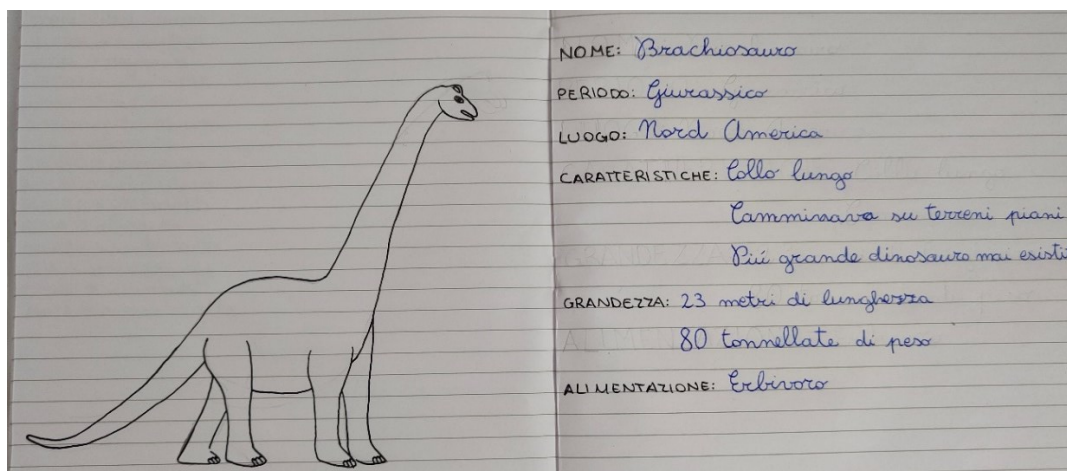 NOME: Brachiosauro
PERIODO: Giurassico
LUOGO: Nord America
CARATTERISTICHE: Collo lungo
Camminava su terreni piani
Più grande dinosauro mai esisti
GRANDEZZA: 23 metri di lunghezza
80 tonnellate di peso
ALIMENTAZIONE: Erbivoro